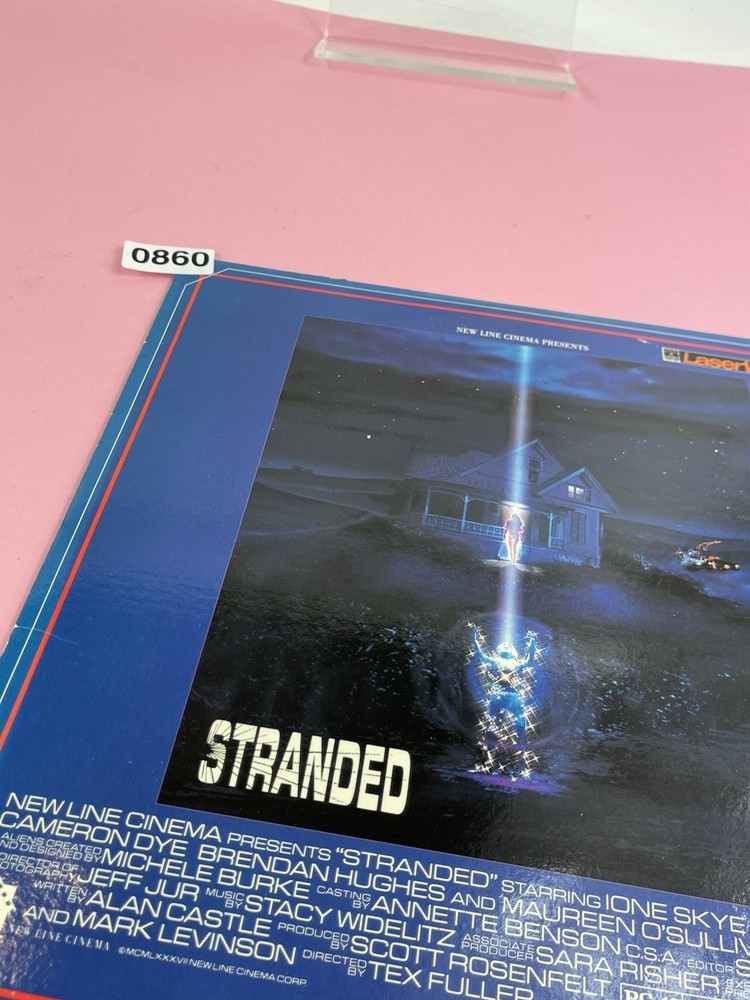 0860
NEW LINE CINEMA PRESENTS
STRANDED
NEW LINE CINEMA PRESENTS "STRANDED" STARRING IONE SKYE
CAMERON DYE BRENDAN HUGHES AND MAUREEN
ALIENS CREATED AND DESIGNED BY MICHÈLE BURKE CASTING BY ANNETTE BENSON C.S.A. EDITOR
DIRECTOR OF PHOTOGRAPHY JEFF JUR MUSIC BY STACY WIDELITZ ASSOCIATE PRODUCER SARA RISHER
WRITTEN BY ALAN CASTLE PRODUCED BY SCOTT ROSENFELT
AND MARK LEVINSON DIRECTED BY TEX FULLER
NEW LINE CINEMA ©MCMLXXXVII NEW LINE CINEMA CORP